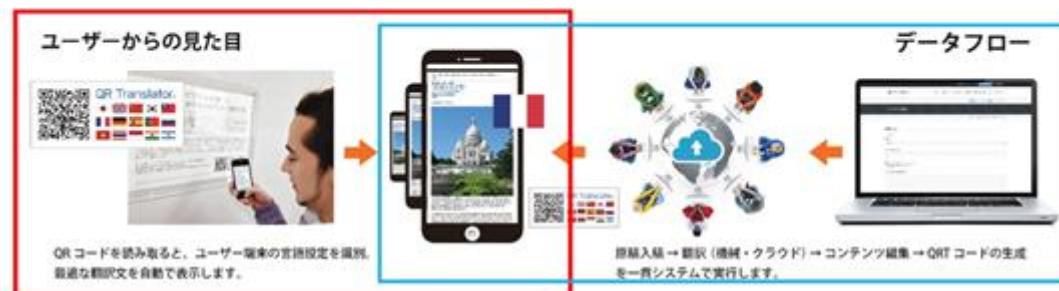 ユーザーからの見た目
QR Translator.
QRコードを読み取ると、ユーザー端末の言語設定を識別、
最適な翻訳文を自動で表示します。
データフロー
原稿入稿 → 翻訳（機械・クラウド）→ コンテンツ編集 → QRT コードの生成
を一貫システムで実行します。